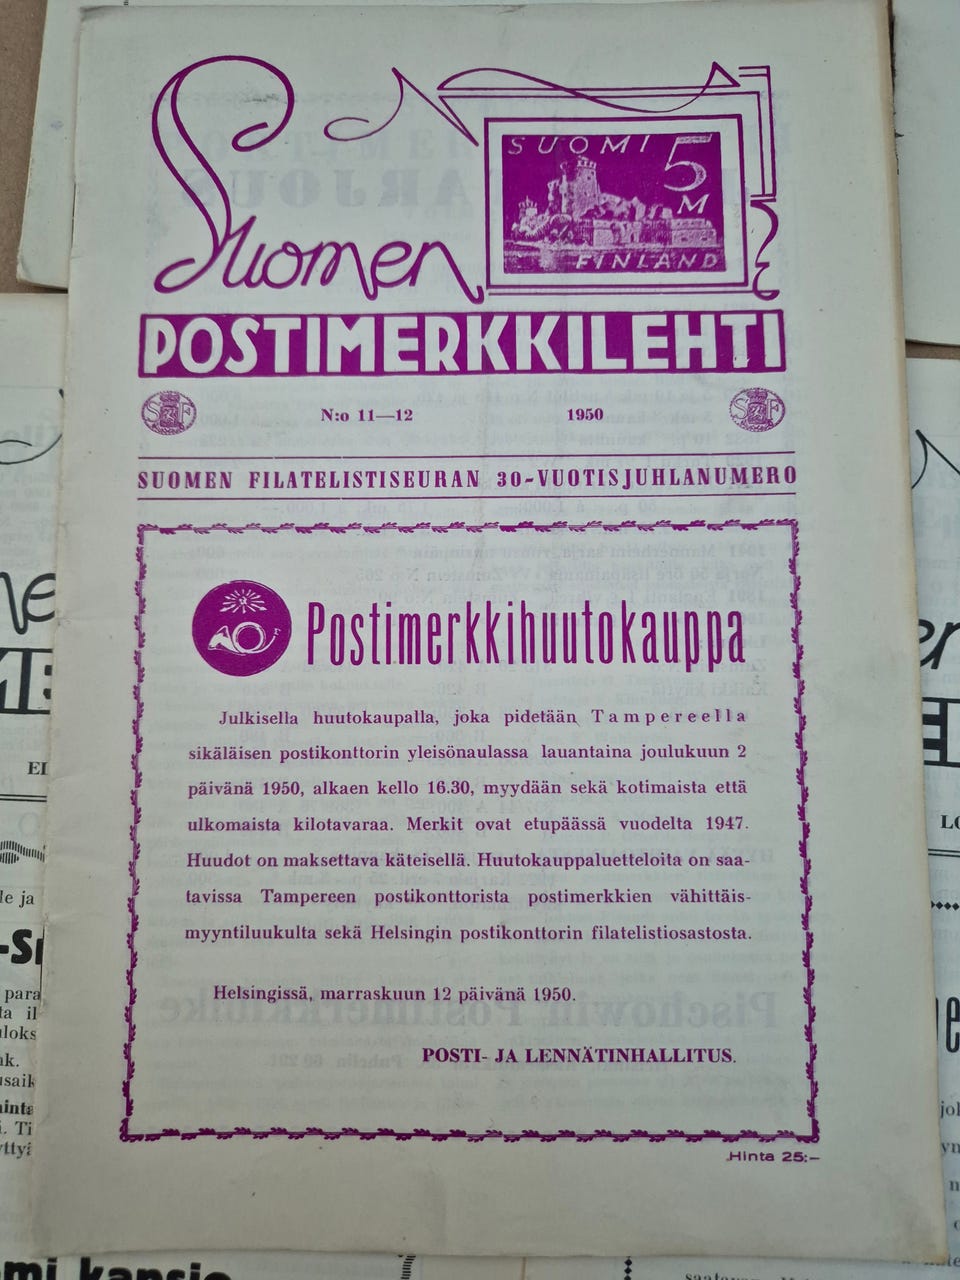 Suomen
SUOMI 5
M
FINLAND
POSTIMERKKILEHTI
S F
N:o 11—12 1950
S F
SUOMEN FILATELISTISEURAN 30-VUOTISJUHLANUMERO
Postimerkkihuutokauppa
Julkisella huutokaupalla, joka pidetään Tampereella
sikäläisen postikonttorin yleisönaulassa lauantaina joulukuun 2
päivänä 1950, alkaen kello 16.30, myydään sekä kotimaista että
ulkomaista kilotavaraa. Merkit ovat etupäässä vuodelta 1947.
Huudot on maksettava käteisellä. Huutokauppaluetteloita on saa-
tavissa Tampereen postikonttorista postimerkkien vähittäis-
myyntiluukulta sekä Helsingin postikonttorin filatelistiosastosta.
Helsingissä, marraskuun 12 päivänä 1950.
POSTI- JA LENNÄTINHALLITUS.
Hinta 25:—